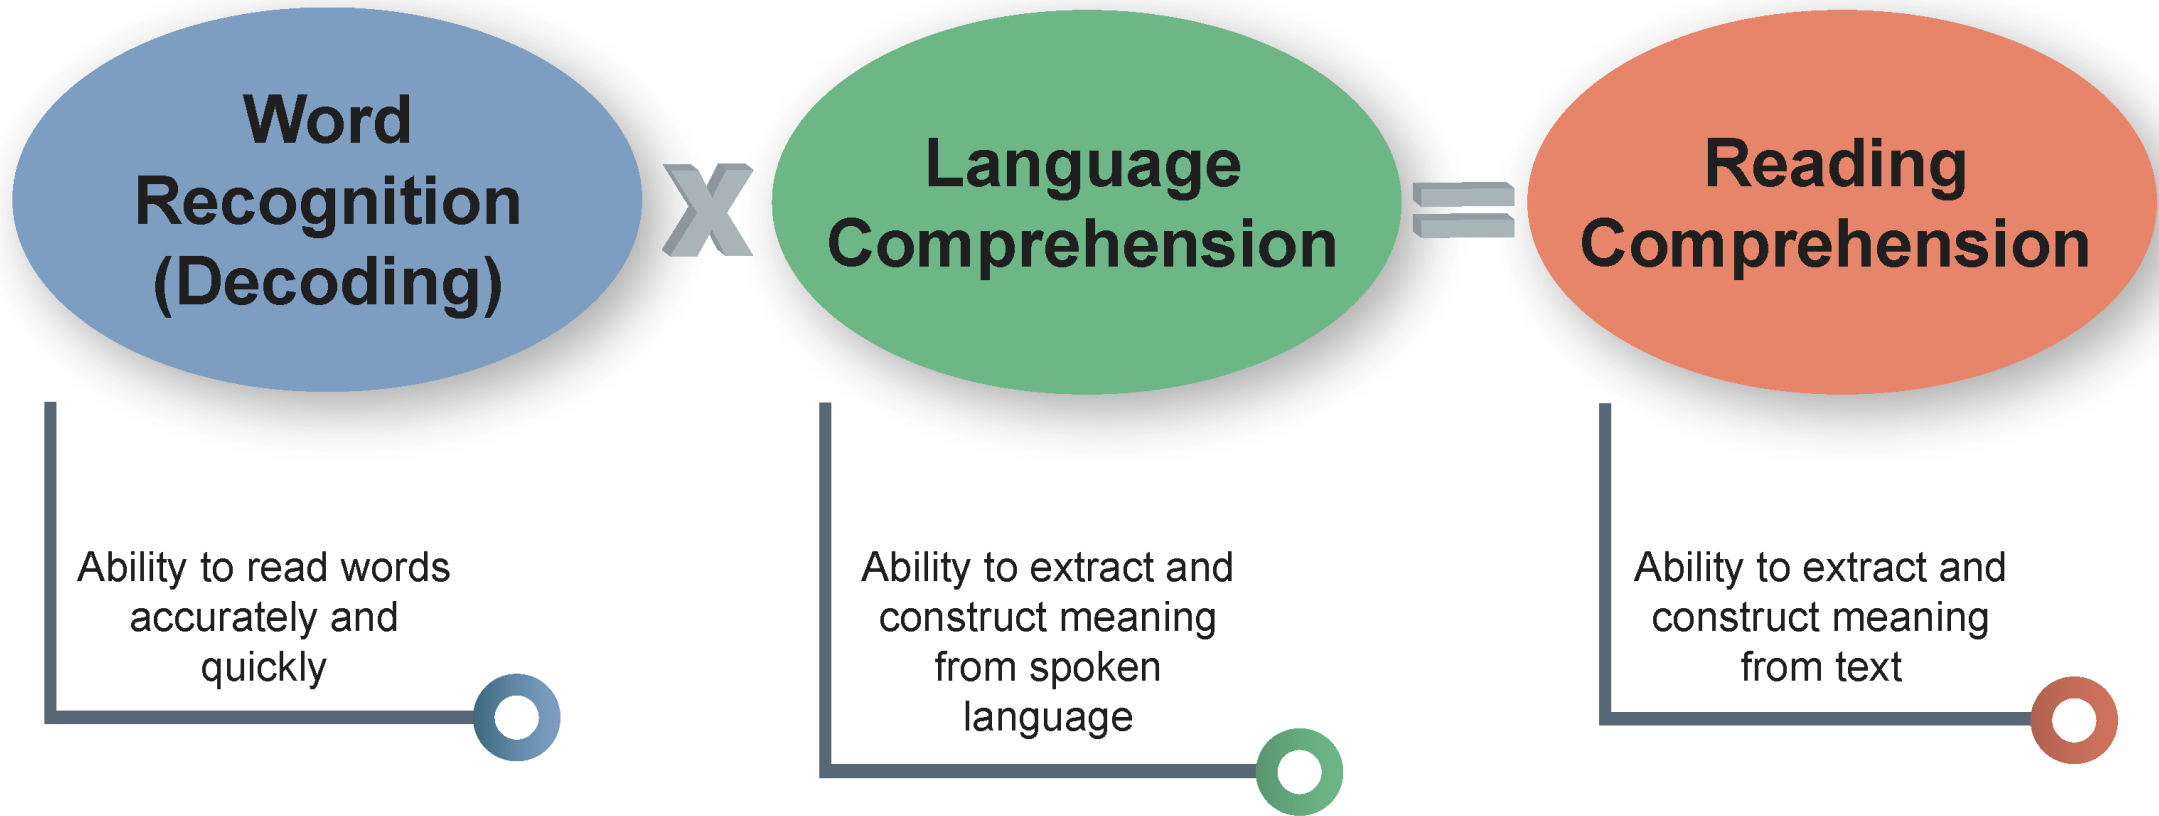 Word
Recognition
(Decoding)
x
Language
Comprehension
=
Reading
Comprehension
Ability to read words
accurately and
quickly
Ability to extract and
construct meaning
from spoken
language
Ability to extract and
construct meaning
from text